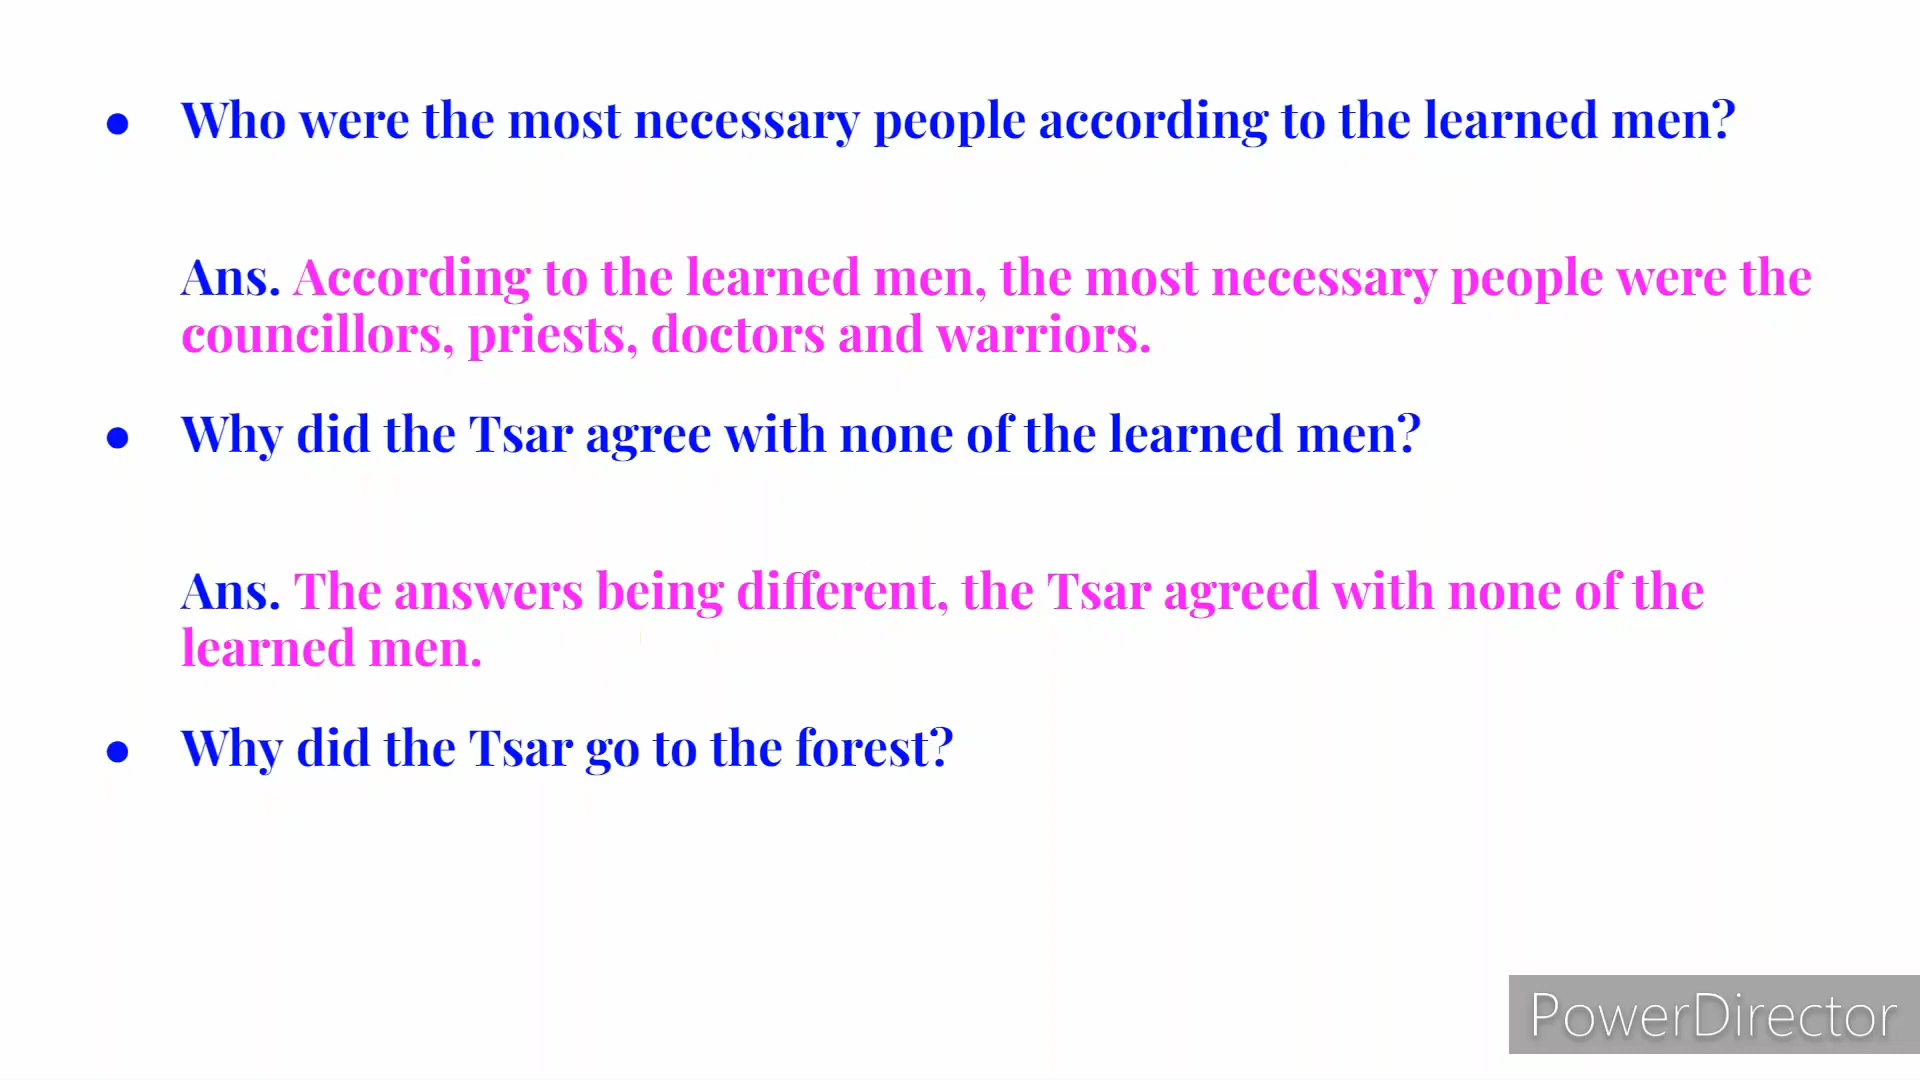 ● Who were the most necessary people according to the learned men?
Ans. According to the learned men, the most necessary people were the
councillors, priests, doctors and warriors.
● Why did the Tsar agree with none of the learned men?
Ans. The answers being different, the Tsar agreed with none of the
learned men.
● Why did the Tsar go to the forest?
PowerDirector